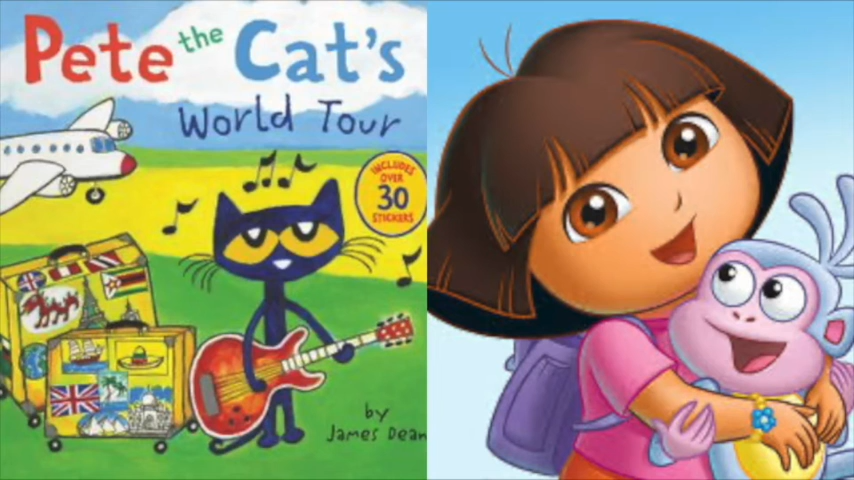 Pete the Cat's
World Tour
INCLUDES
OVER
30
STICKERS
by
James Dean